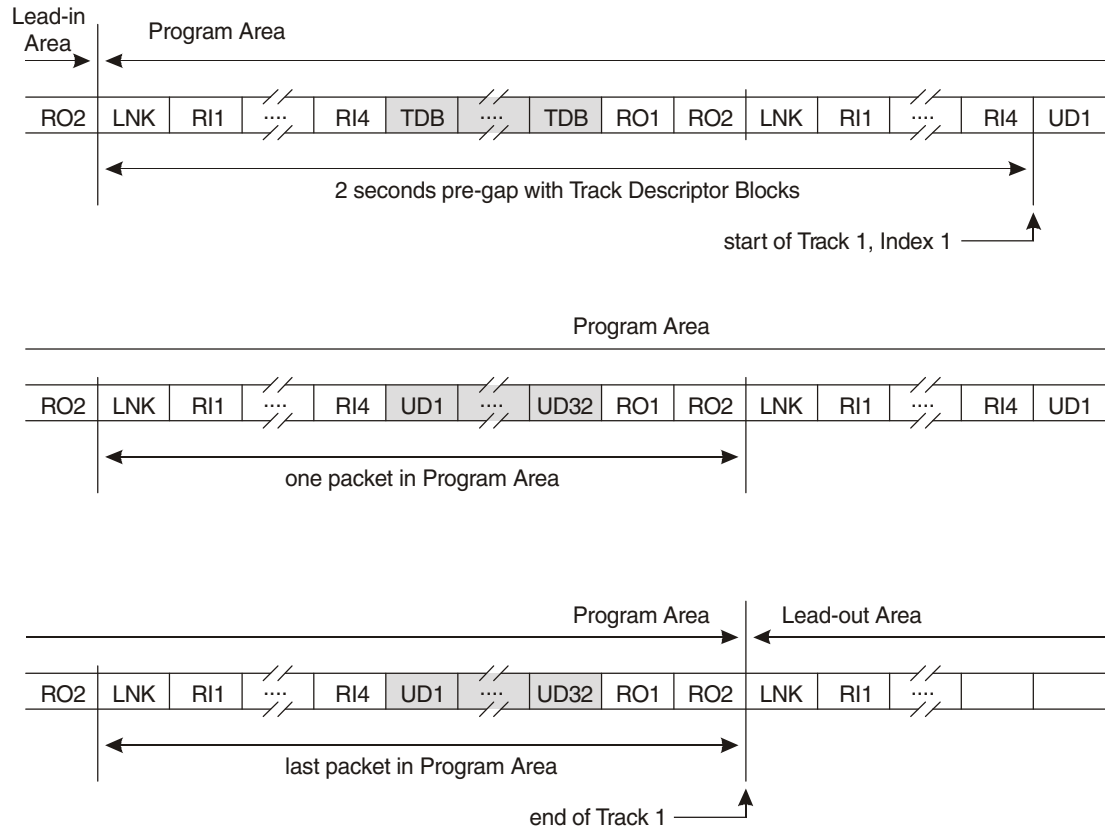 Lead-in
Area
Program Area
RO2 LNK RI1 .... RI4 TDB .... TDB RO1 RO2 LNK RI1 .... RI4 UD1
2 seconds pre-gap with Track Descriptor Blocks
start of Track 1, Index 1
Program Area
RO2 LNK RI1 .... RI4 UD1 .... UD32 RO1 RO2 LNK RI1 .... RI4 UD1
one packet in Program Area
Program Area Lead-out Area
RO2 LNK RI1 .... RI4 UD1 .... UD32 RO1 RO2 LNK RI1 ....
last packet in Program Area
end of Track 1